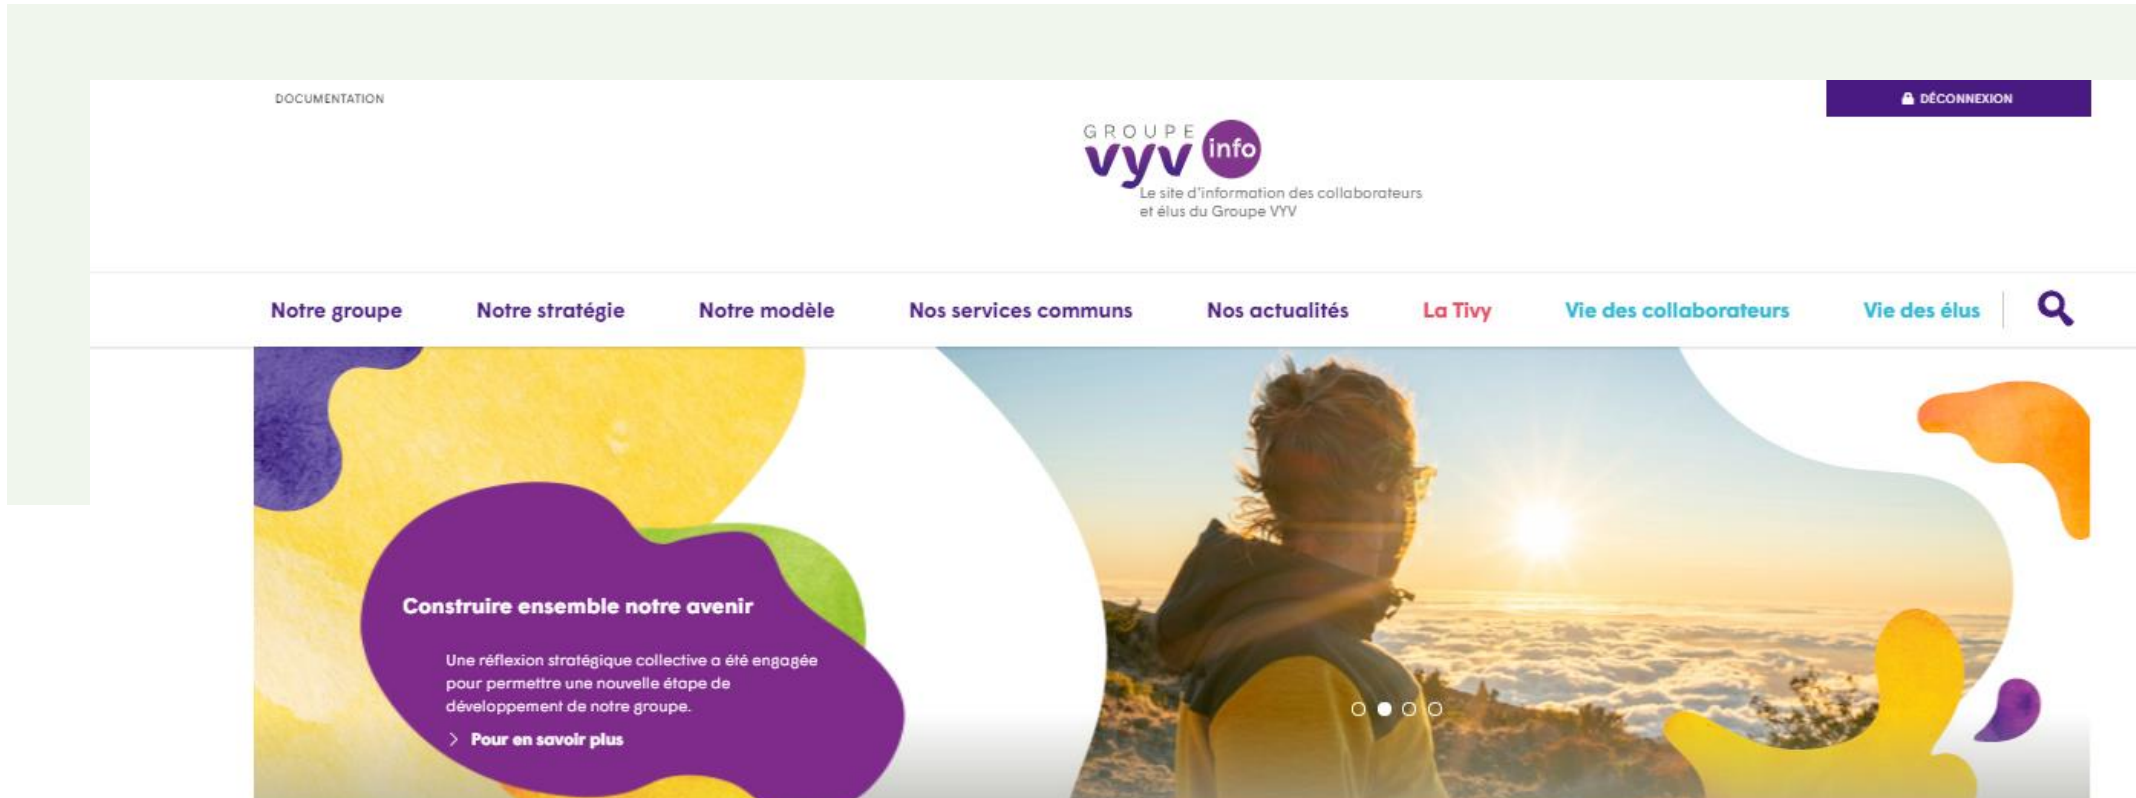 DOCUMENTATION
DÉCONNEXION
GROUPE
vyv info
Le site d'information des collaborateurs
et élus du Groupe VYV
Notre groupe Notre stratégie Notre modèle Nos services communs Nos actualités La Tivy Vie des collaborateurs Vie des élus
Construire ensemble notre avenir
Une réflexion stratégique collective a été engagée
pour permettre une nouvelle étape de
développement de notre groupe.
> Pour en savoir plus